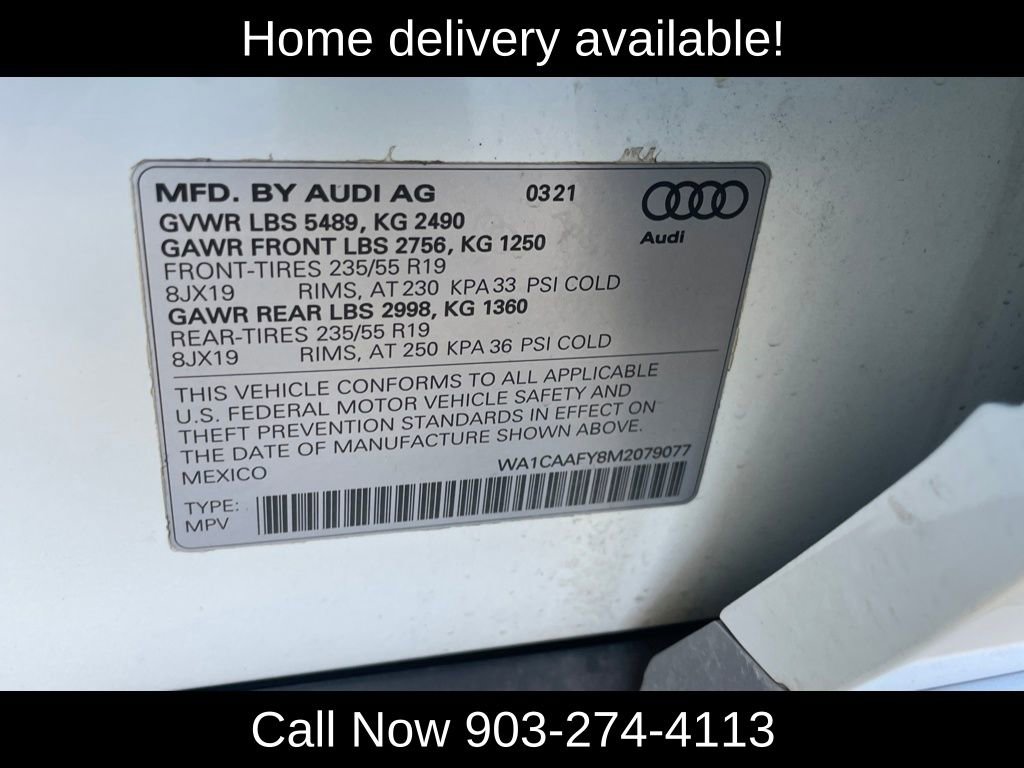 Home delivery available!
MFD. BY AUDI AG 0321
GVWR LBS 5489, KG 2490
GAWR FRONT LBS 2756, KG 1250
Audi
FRONT-TIRES 235/55 R19
8JX19 RIMS, AT 230 KPA 33 PSI COLD
GAWR REAR LBS 2998, KG 1360
REAR-TIRES 235/55 R19
8JX19 RIMS, AT 250 KPA 36 PSI COLD
THIS VEHICLE CONFORMS TO ALL APPLICABLE
U.S. FEDERAL MOTOR VEHICLE SAFETY AND
THEFT PREVENTION STANDARDS IN EFFECT ON
THE DATE OF MANUFACTURE SHOWN ABOVE.
MEXICO WA1CAAFY8M2079077
TYPE:
MPV
Call Now 903-274-4113